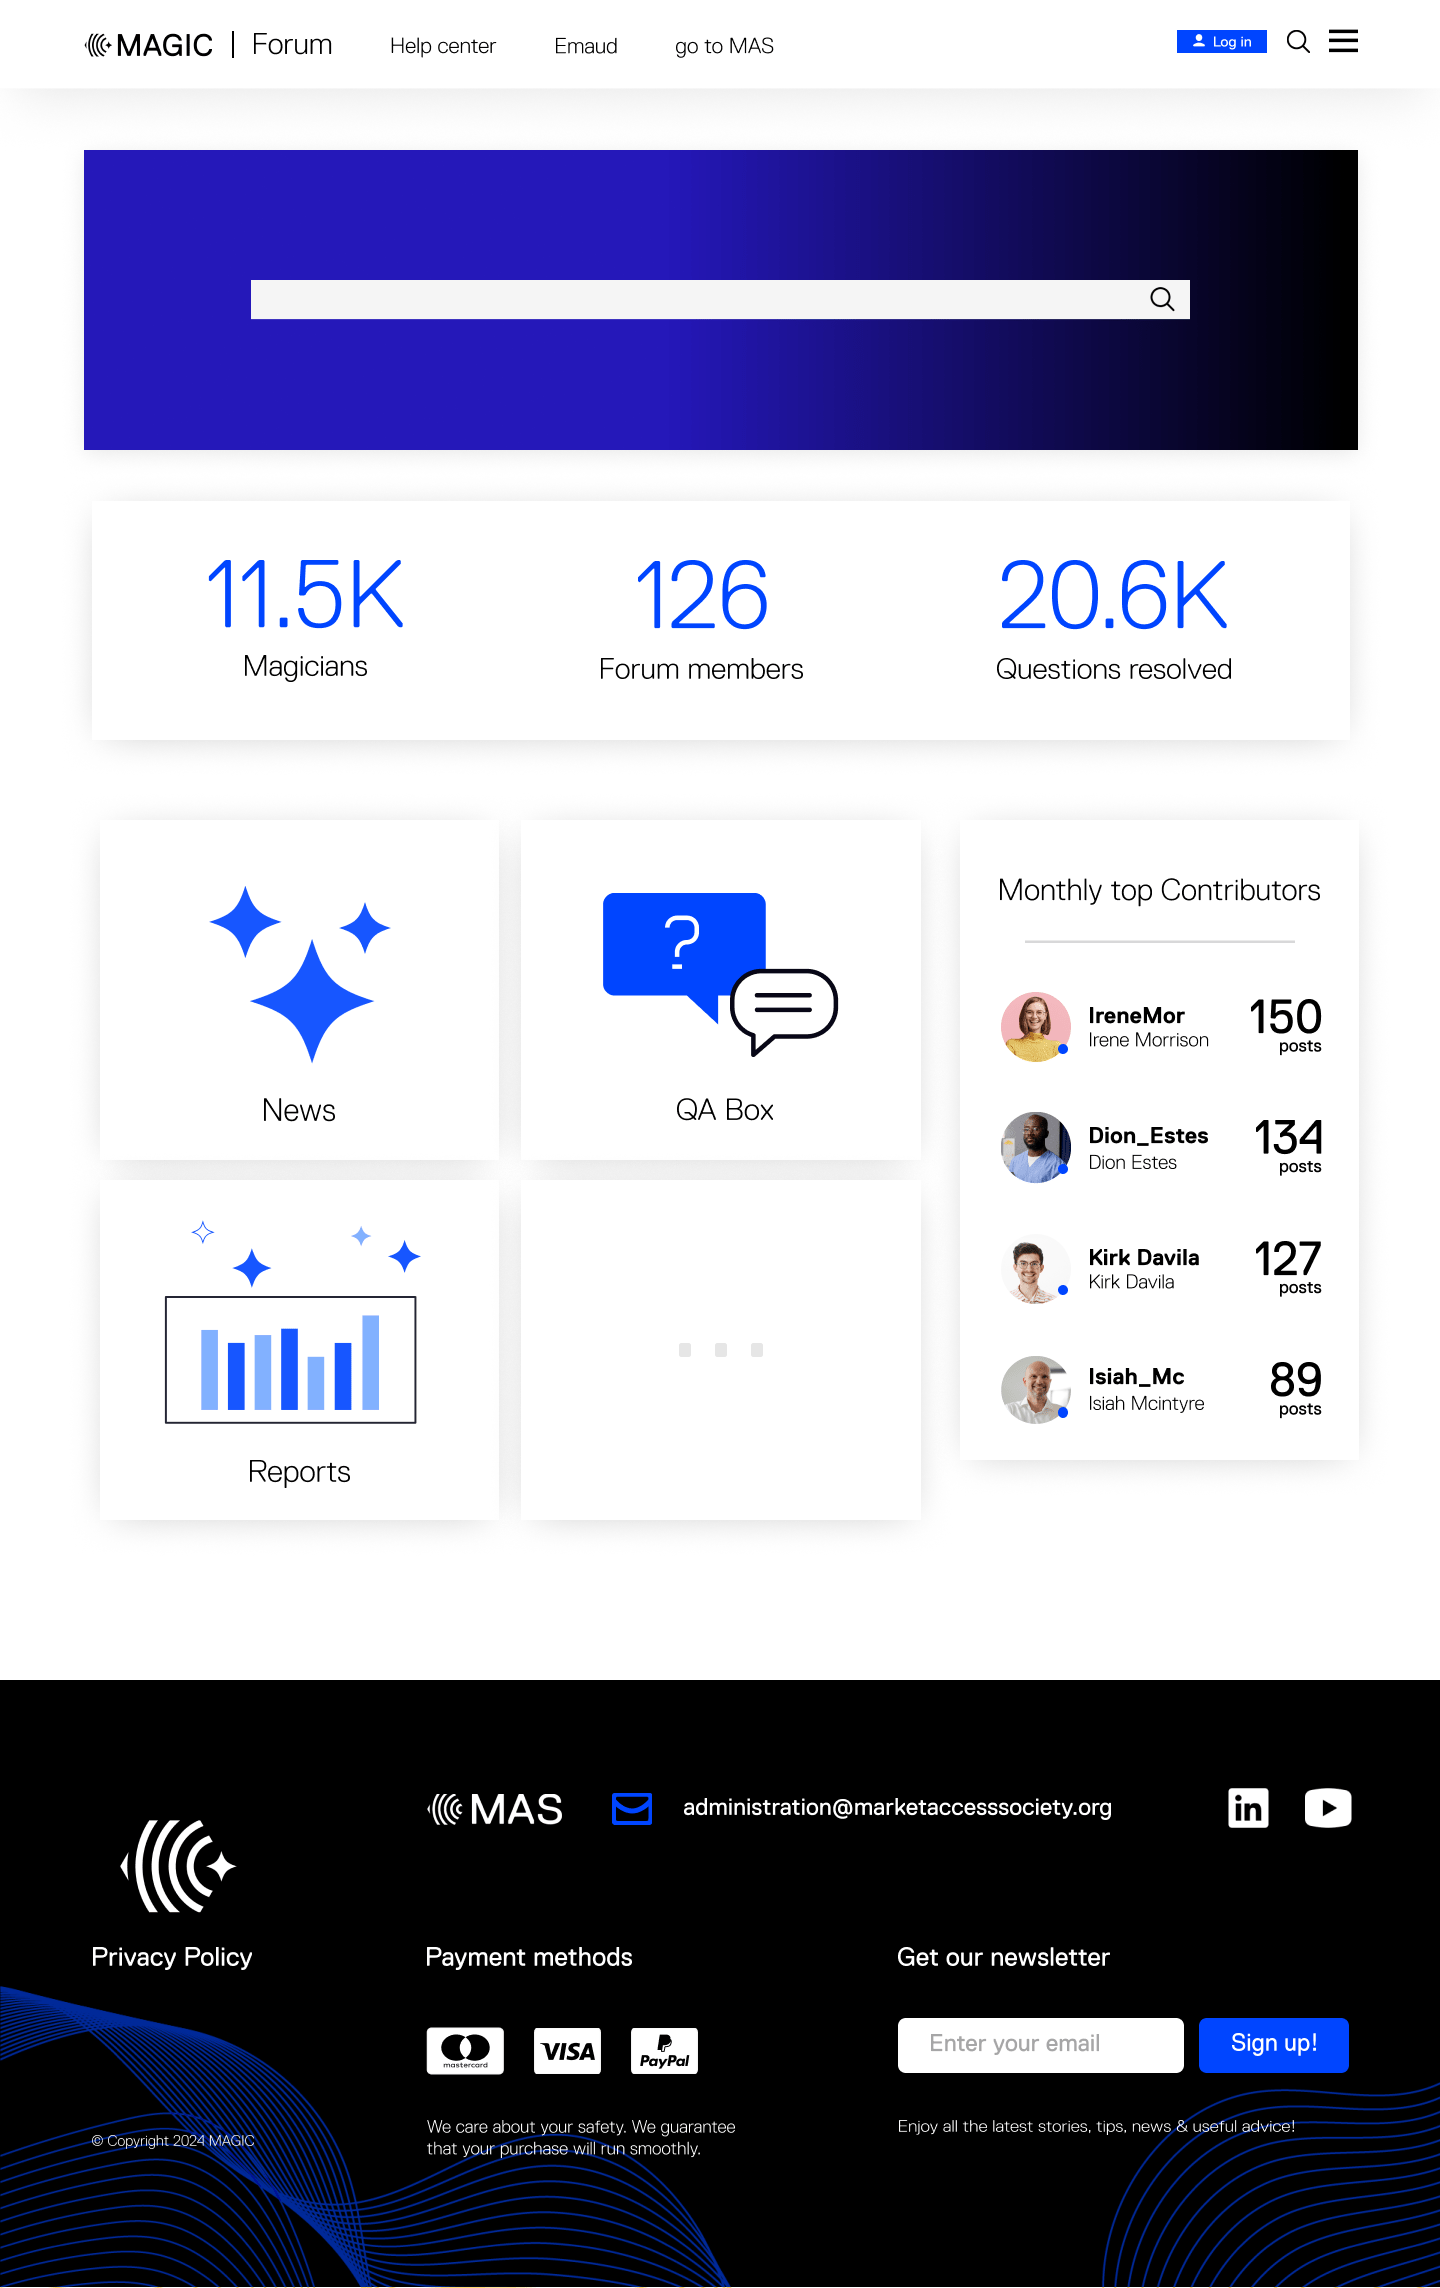 MAGIC | Forum Help center Emaud go to MAS Log in
11.5K 126 20.6K
Magicians Forum members Questions resolved
?
News QA Box
Reports
Monthly top Contributors
IreneMor 150
Irene Morrison posts
Dion_Estes 134
Dion Estes posts
Kirk Davila 127
Kirk Davila posts
Isiah_Mc 89
Isiah Mcintyre posts
MAS administration@marketaccesssociety.org in
Privacy Policy Payment methods Get our newsletter
mastercard VISA PayPal Enter your email Sign up!
We care about your safety. We guarantee
that your purchase will run smoothly.
Enjoy all the latest stories, tips, news & useful advice!
© Copyright 2024 MAGIC